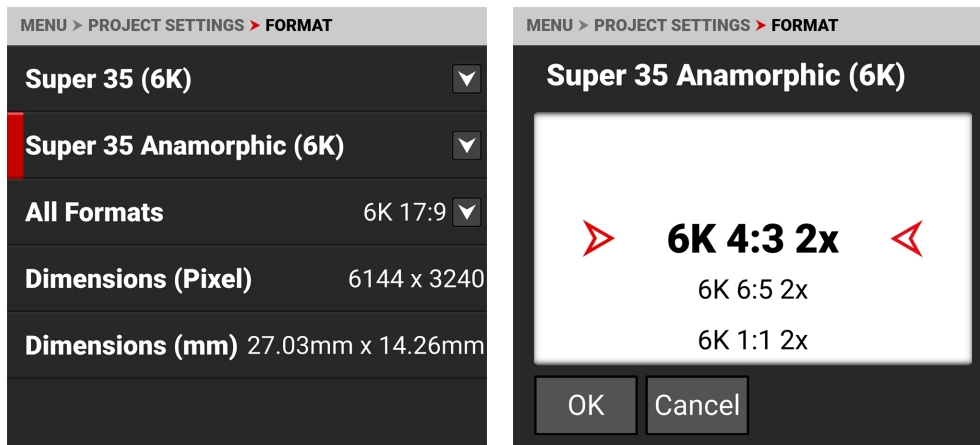 MENU > PROJECT SETTINGS > FORMAT
Super 35 (6K)
Super 35 Anamorphic (6K)
All Formats 6K 17:9
Dimensions (Pixel) 6144 x 3240
Dimensions (mm) 27.03mm x 14.26mm
MENU > PROJECT SETTINGS > FORMAT
Super 35 Anamorphic (6K)
6K 4:3 2x
6K 6:5 2x
6K 1:1 2x
OK Cancel